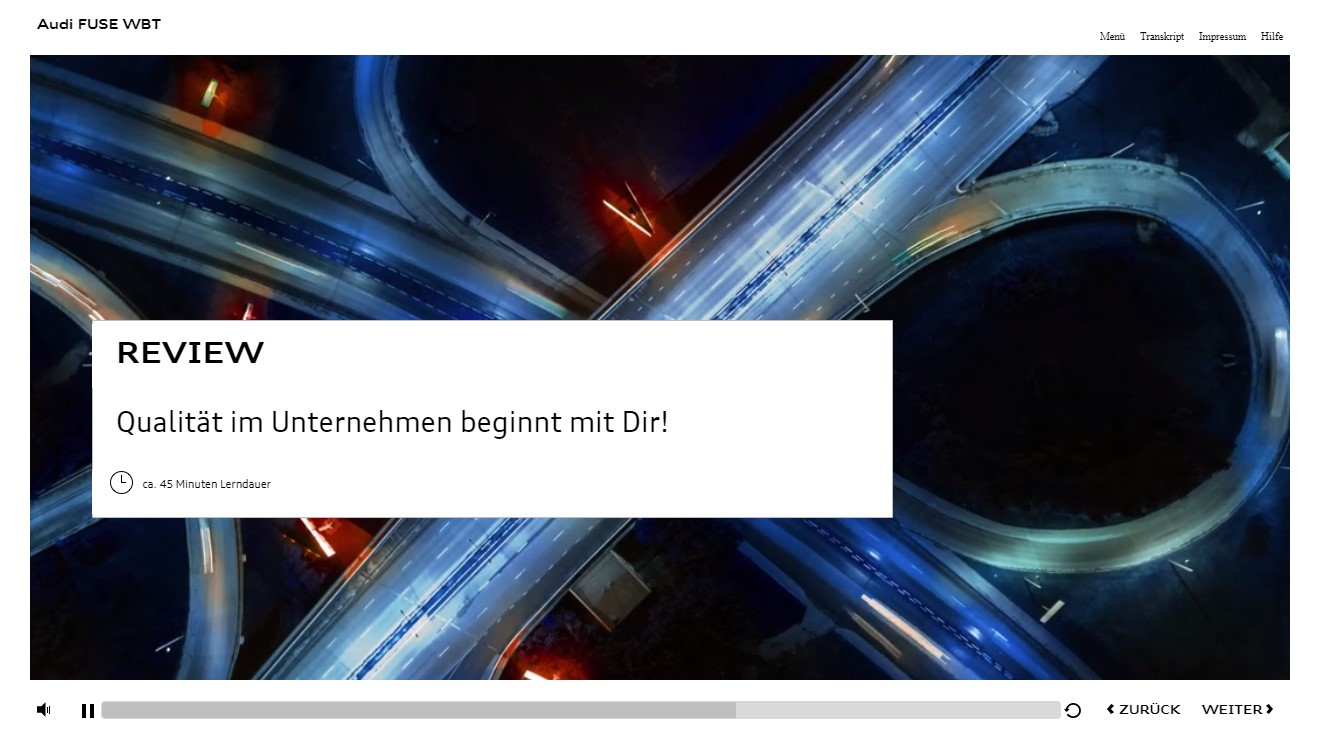 Audi FUSE WBT
Menü Transkript Impressum Hilfe
REVIEW
Qualität im Unternehmen beginnt mit Dir!
ca. 45 Minuten Lerndauer
ZURÜCK WEITER